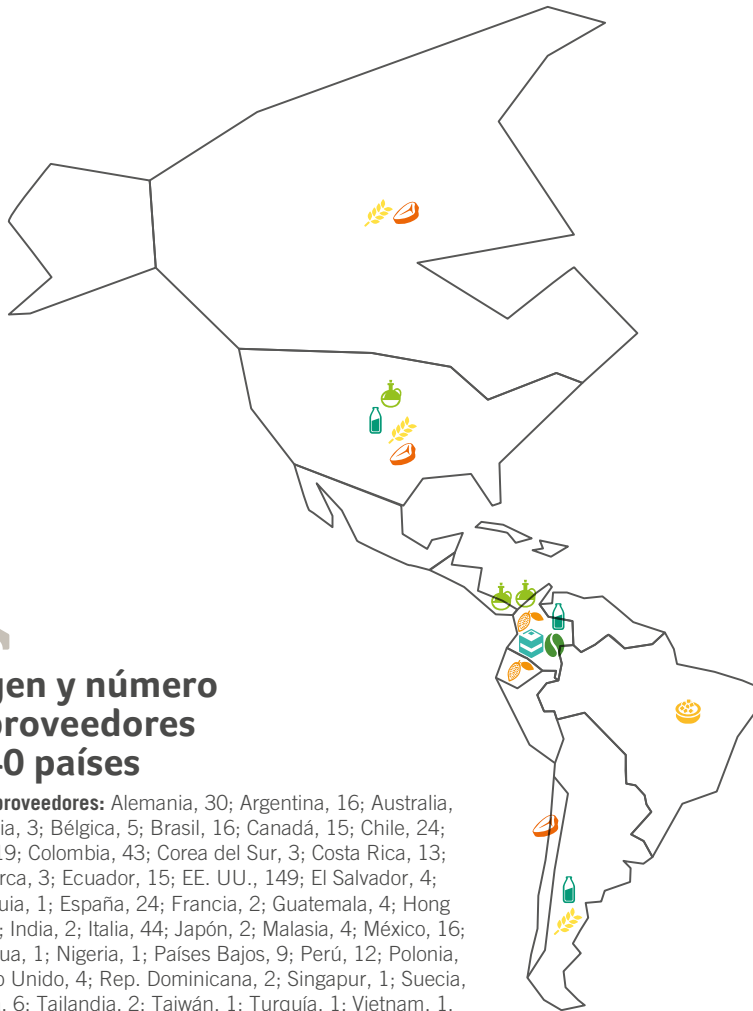 gen y número
proveedores
40 países
proveedores: Alemania, 30; Argentina, 16; Australia,
ia, 3; Bélgica, 5; Brasil, 16; Canadá, 15; Chile, 24;
19; Colombia, 43; Corea del Sur, 3; Costa Rica, 13;
rca, 3; Ecuador, 15; EE. UU., 149; El Salvador, 4;
quia, 1; España, 24; Francia, 2; Guatemala, 4; Hong
; India, 2; Italia, 44; Japón, 2; Malasia, 4; México, 16;
gua, 1; Nigeria, 1; Países Bajos, 9; Perú, 12; Polonia,
o Unido, 4; Rep. Dominicana, 2; Singapur, 1; Suecia,
, 6; Tailandia, 2; Taiwán, 1; Turquía, 1; Vietnam, 1.